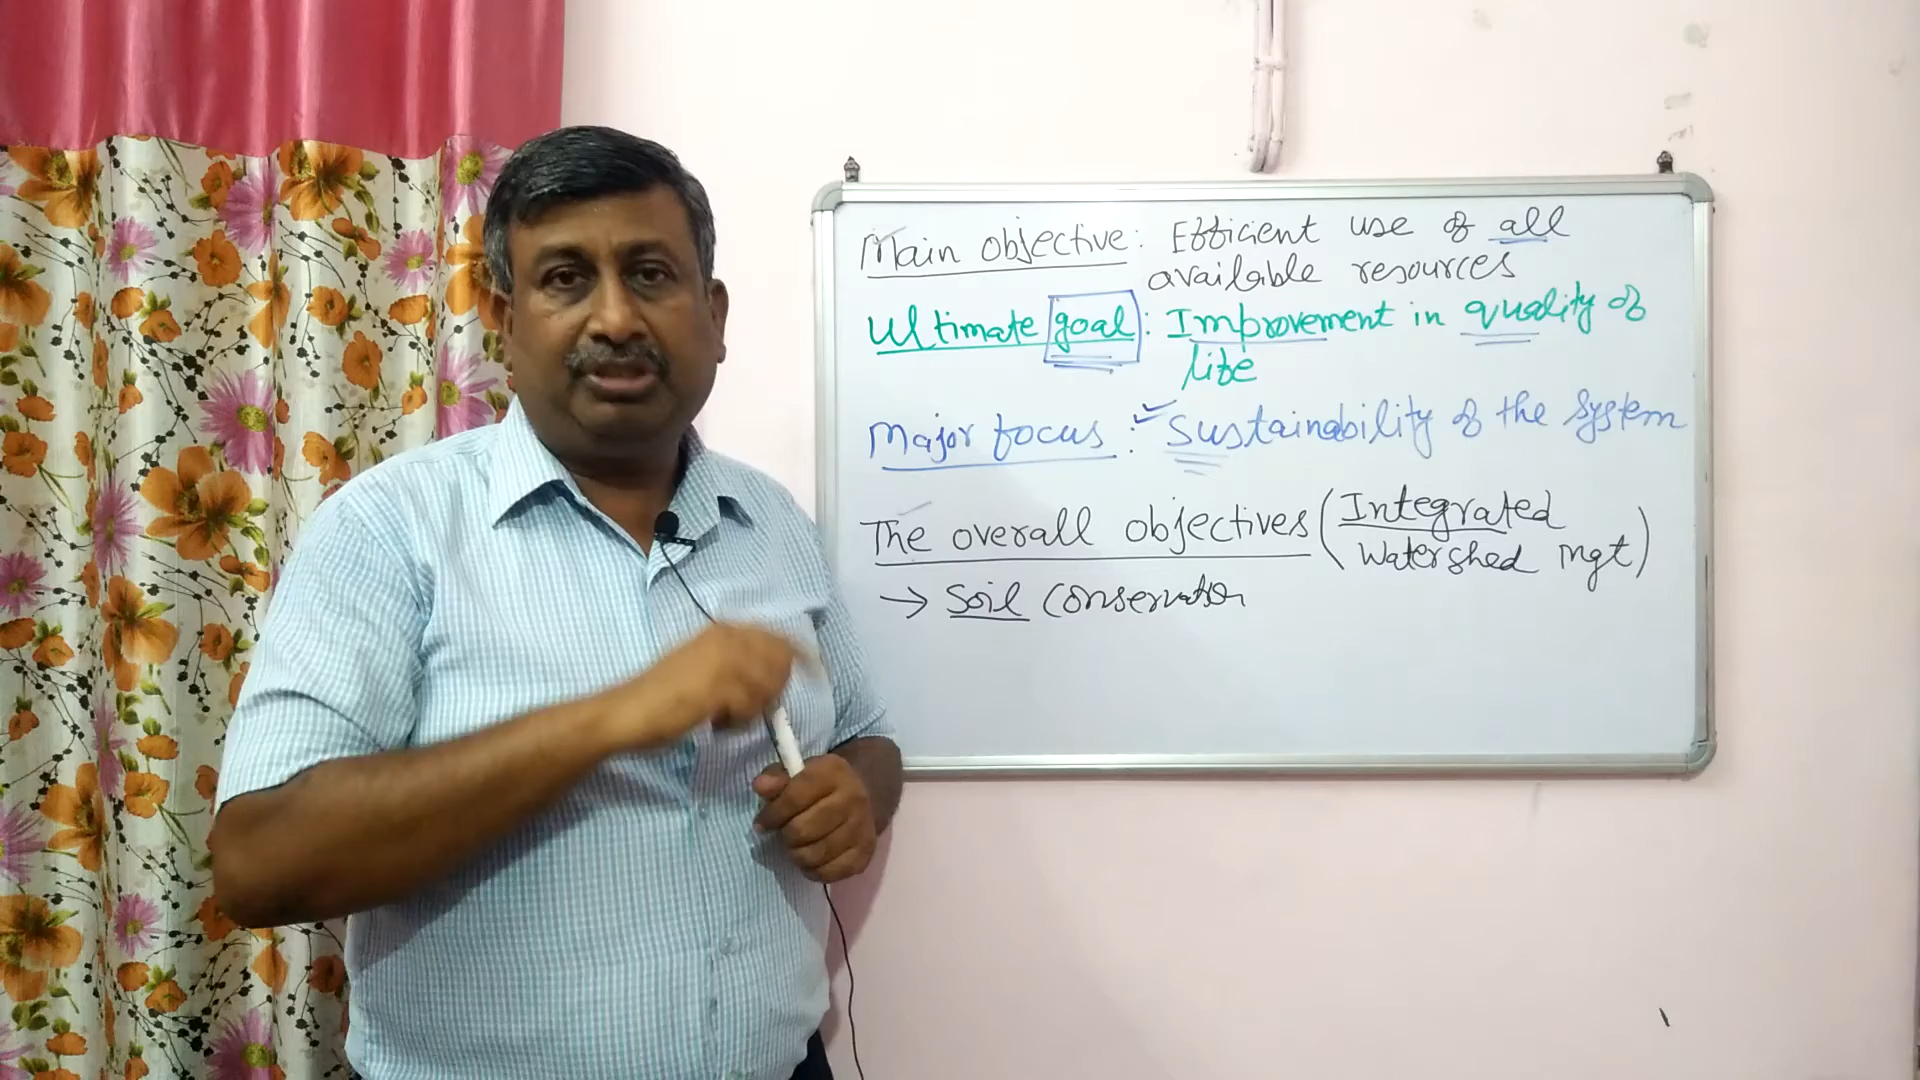 Main objective: Efficient use of all
available resources
Ultimate goal: Improvement in quality of
life
Major focus: Sustainability of the System
The overall objectives (Integrated
Watershed mgt)
→ Soil Conservation